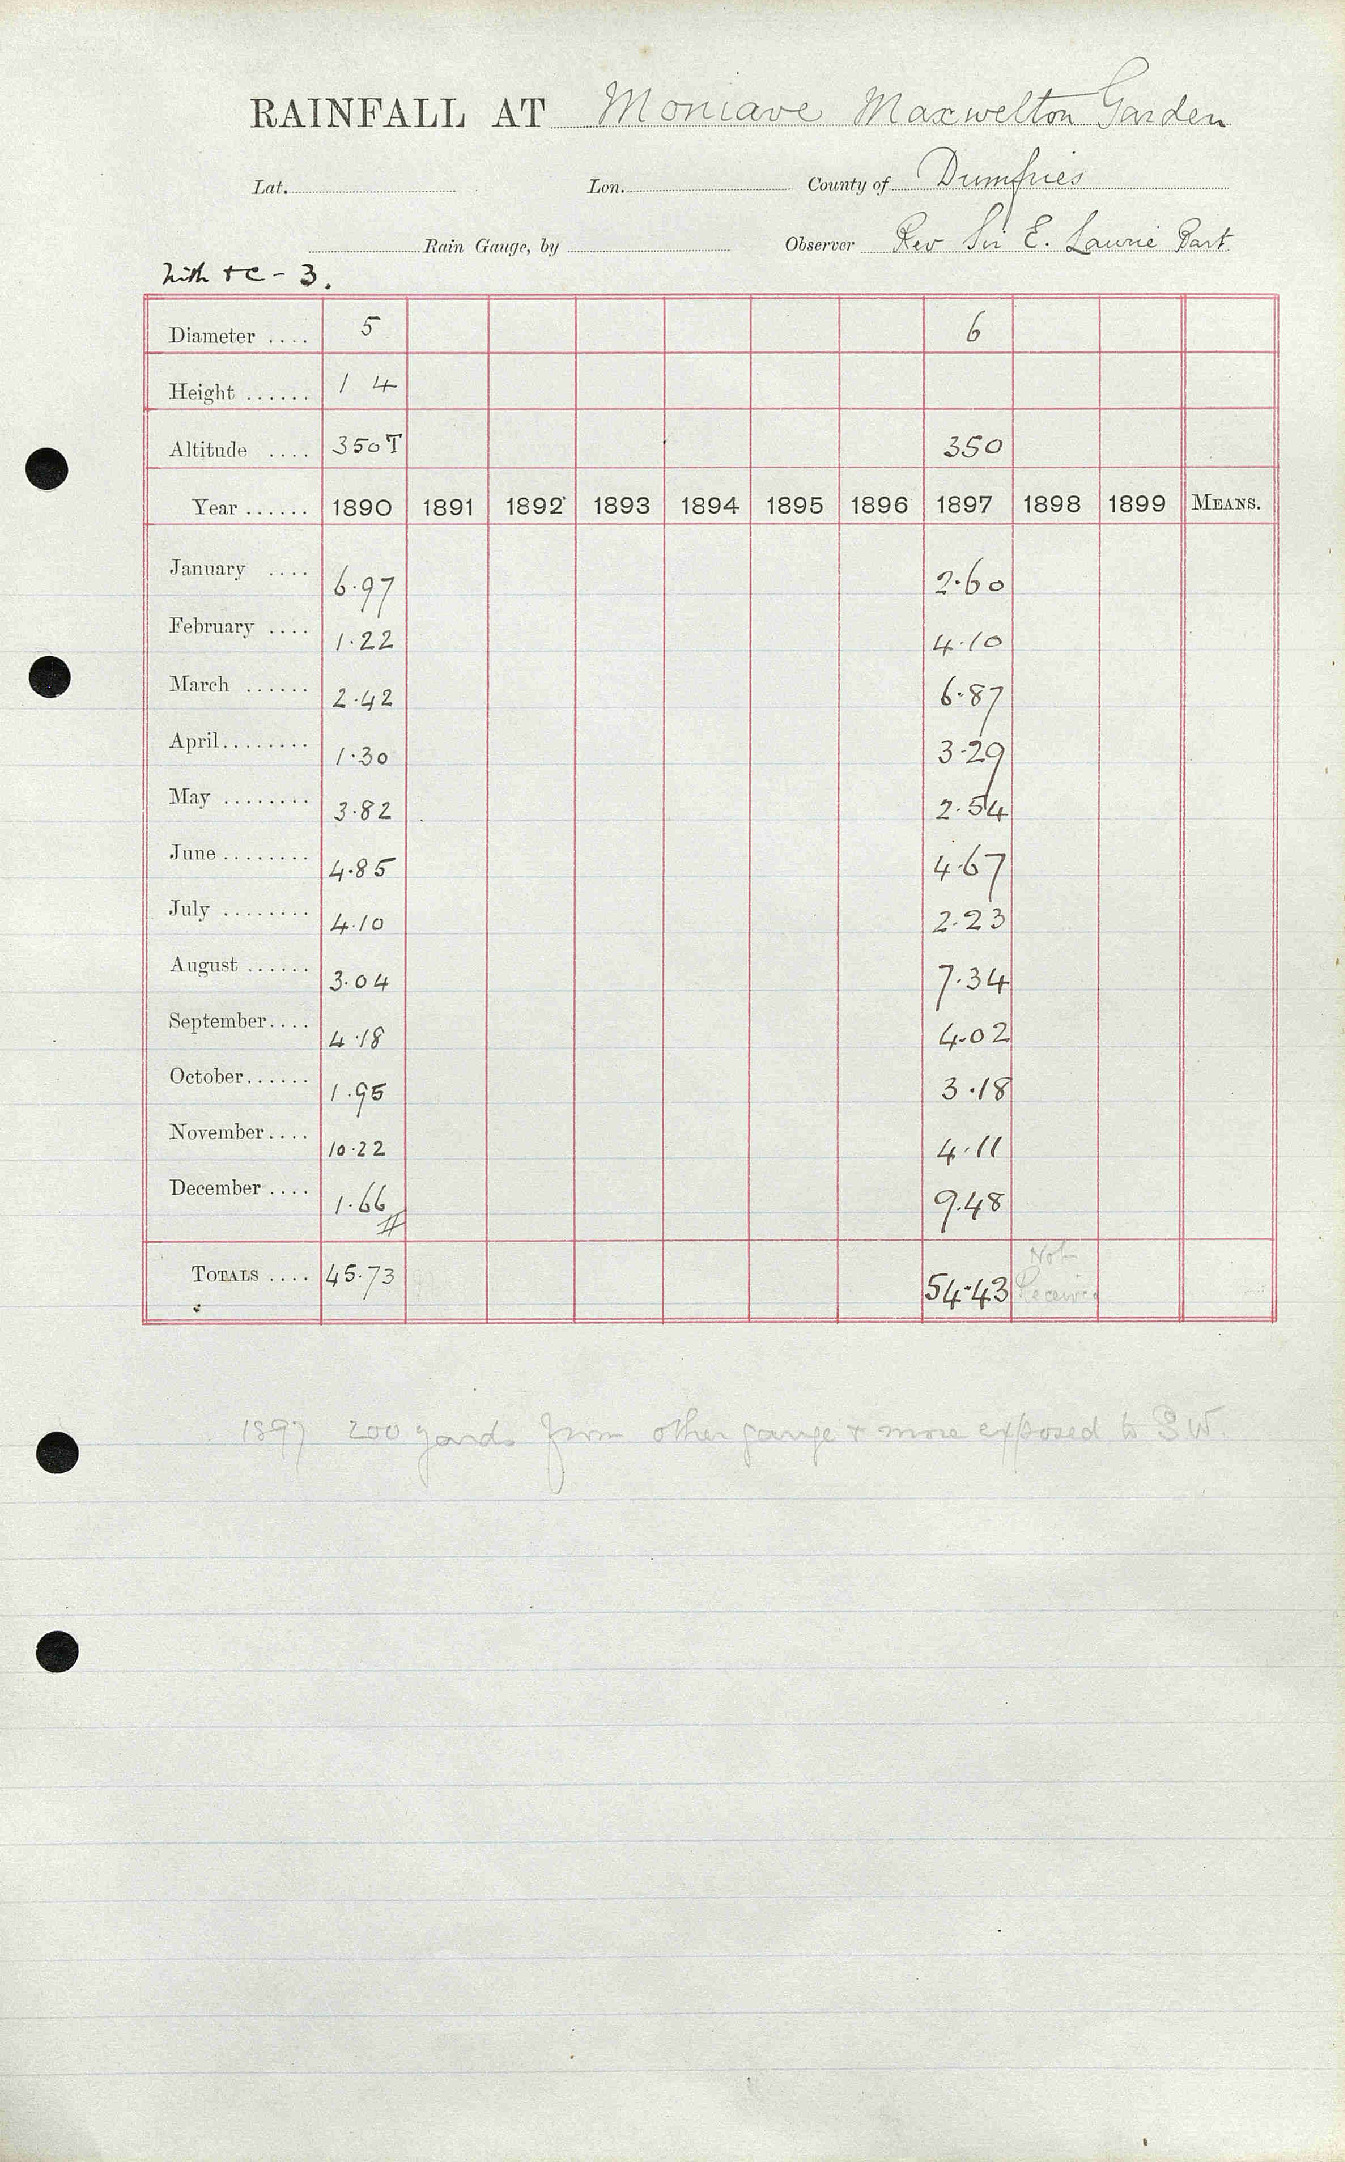 RAINFALL AT Moniave Maxwelton Garden
Lat. Lon. County of Dumfries
Rain Gauge, by Observer Rev Sir E. Laurie Bart.
Nith + C - 3.
Diameter .... 5 6
Height ...... 1 4
Altitude .... 350T 350
Year ...... 1890 1891 1892 1893 1894 1895 1896 1897 1898 1899 MEANS.
January .... 6.97 2.60
February .... 1.22 4.10
March ...... 2.42 6.87
April........ 1.30 3.29
May ........ 3.82 2.54
June ........ 4.85 4.67
July ........ 4.10 2.23
August ...... 3.04 7.34
September.... 4.18 4.02
October...... 1.95 3.18
November.... 10.22 4.11
December .... 1.66 9.48
TOTALS .... 45.73 54.43 Not Received
1897 200 yards from other gauge & more exposed to SW.